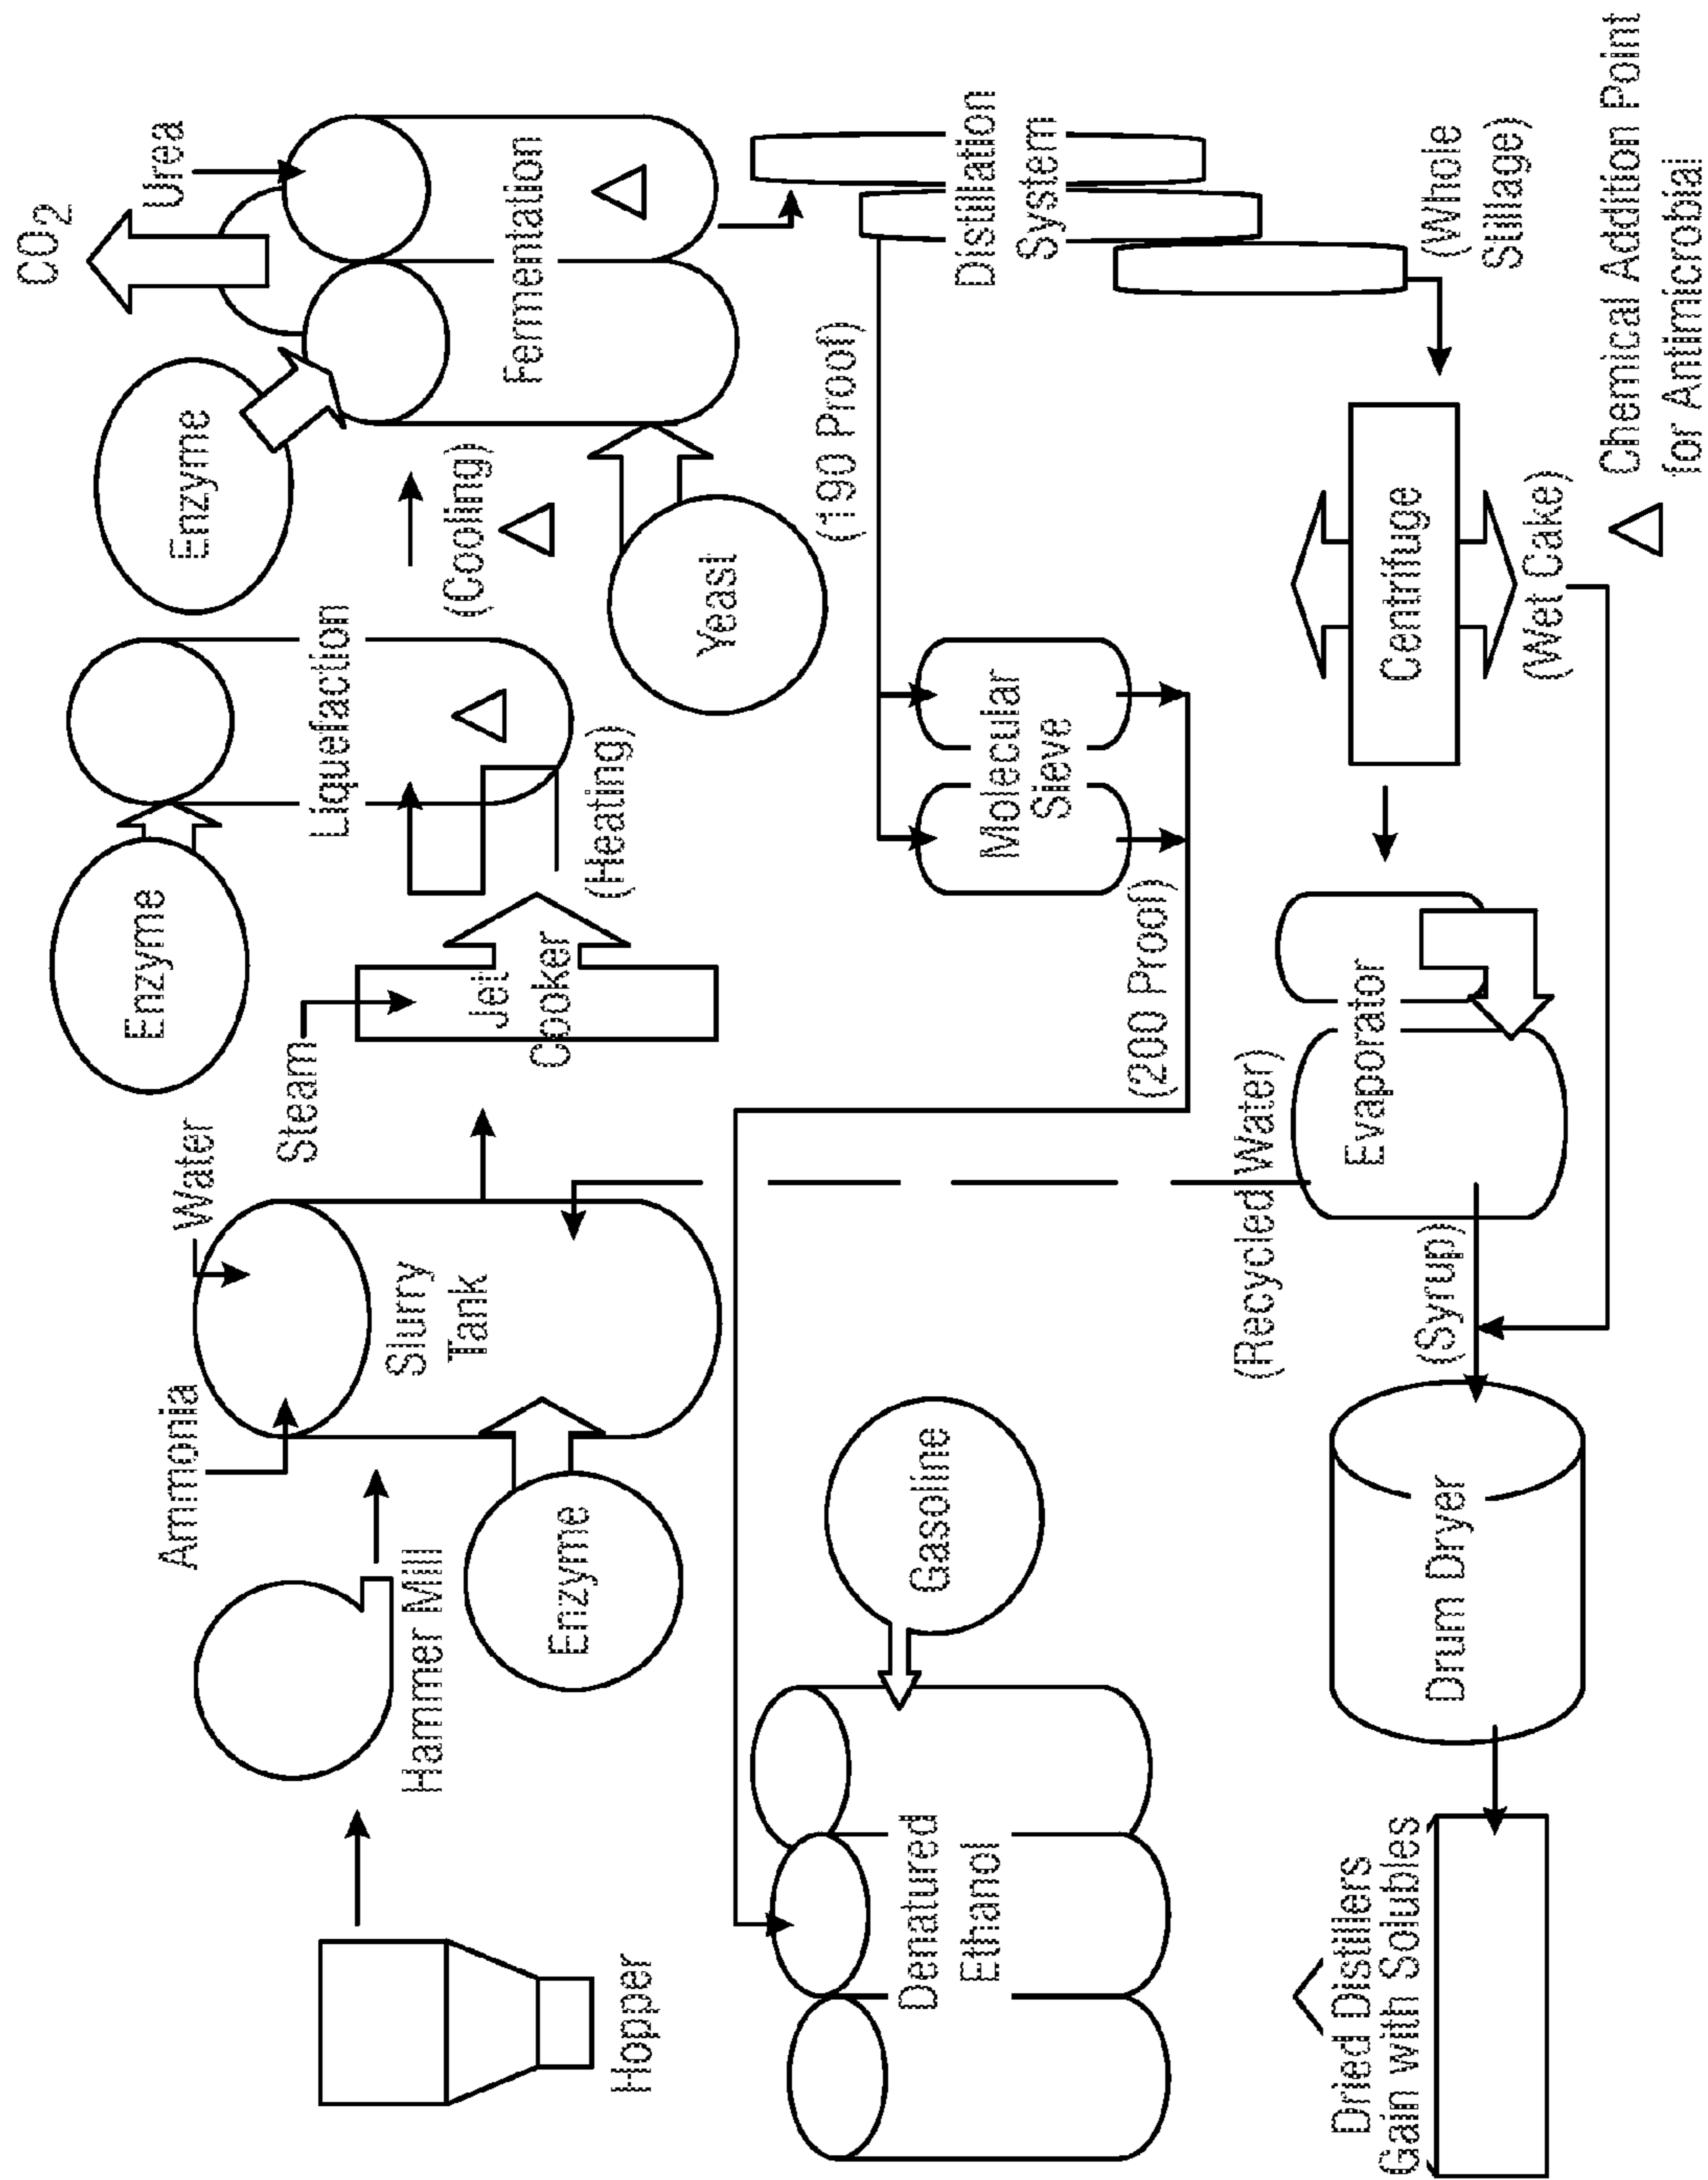 CO2
Urea
Enzyme
Fermentation
(Cooling)
Yeast
Enzyme
Liquefaction
(Heating)
Steam
Jet
Cooker
Water
Ammonia
Slurry
Tank
Enzyme
Hammer Mill
Hopper
(190 Proof)
Distillation
System
(Whole
Stillage)
Molecular
Sieve
(200 Proof)
Gasoline
Denatured
Ethanol
Centrifuge
(Wet Cake)
Evaporator
(Recycled Water)
(Syrup)
Drum Dryer
Dried Distillers
Gain with Solubles
Chemical Addition Point
for Antimicrobial